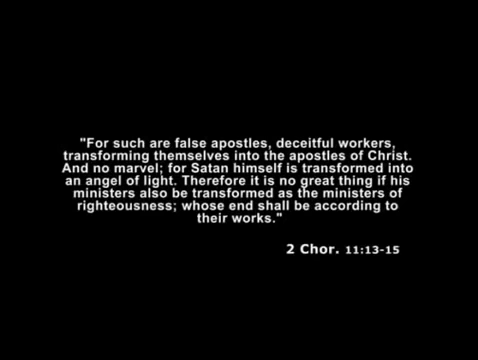 "For such are false apostles, deceitful workers,
transforming themselves into the apostles of Christ.
And no marvel; for Satan himself is transformed into
an angel of light. Therefore it is no great thing if his
ministers also be transformed as the ministers of
righteousness; whose end shall be according to
their works."
2 Chor. 11:13-15